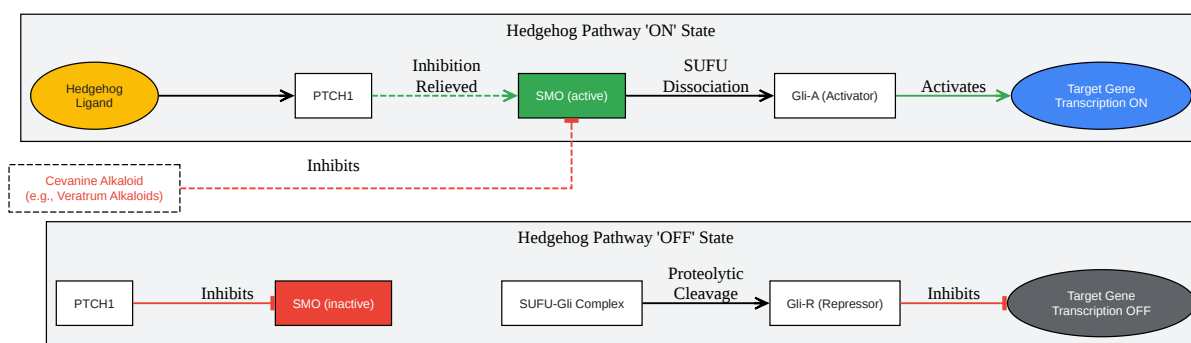 Hedgehog Pathway 'ON' State
Hedgehog
Ligand
PTCH1
Inhibition
Relieved
SMO (active)
SUFU
Dissociation
Gli-A (Activator)
Activates
Target Gene
Transcription ON
Cevanine Alkaloid
(e.g., Veratrum Alkaloids)
Inhibits
Hedgehog Pathway 'OFF' State
PTCH1
Inhibits
SMO (inactive)
SUFU-Gli Complex
Proteolytic
Cleavage
Gli-R (Repressor)
Inhibits
Target Gene
Transcription OFF